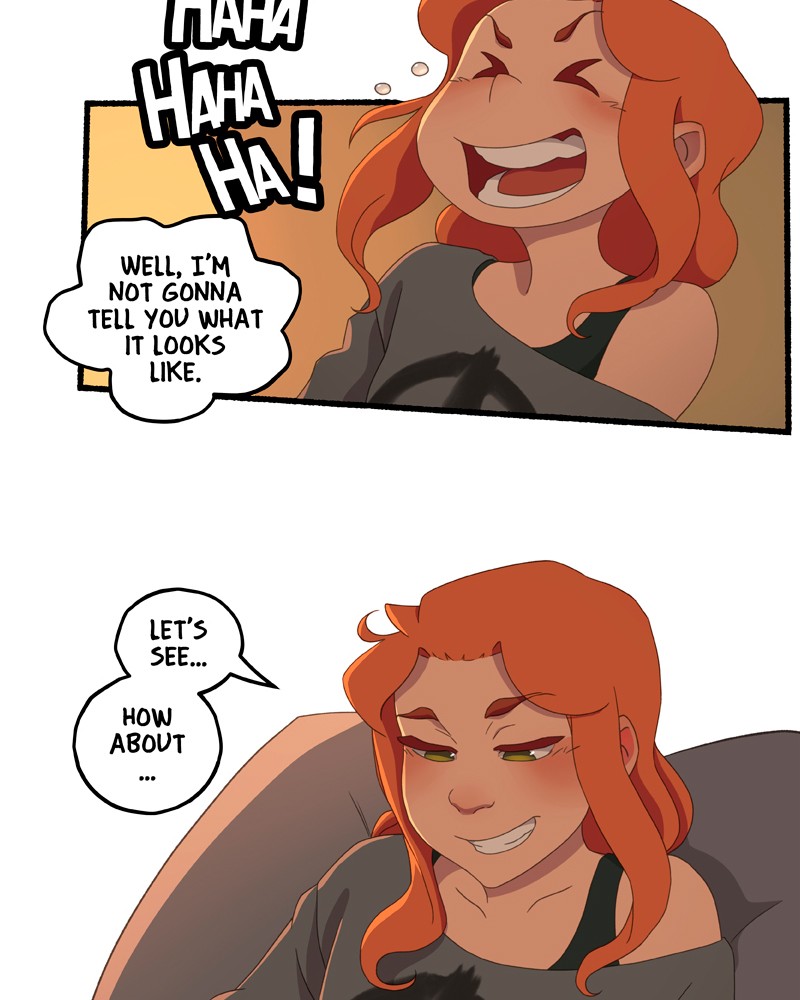 HAHA
HAHA
HA!
WELL, I'M
NOT GONNA
TELL YOU WHAT
IT LOOKS
LIKE.
LET'S
SEE...
HOW
ABOUT
...